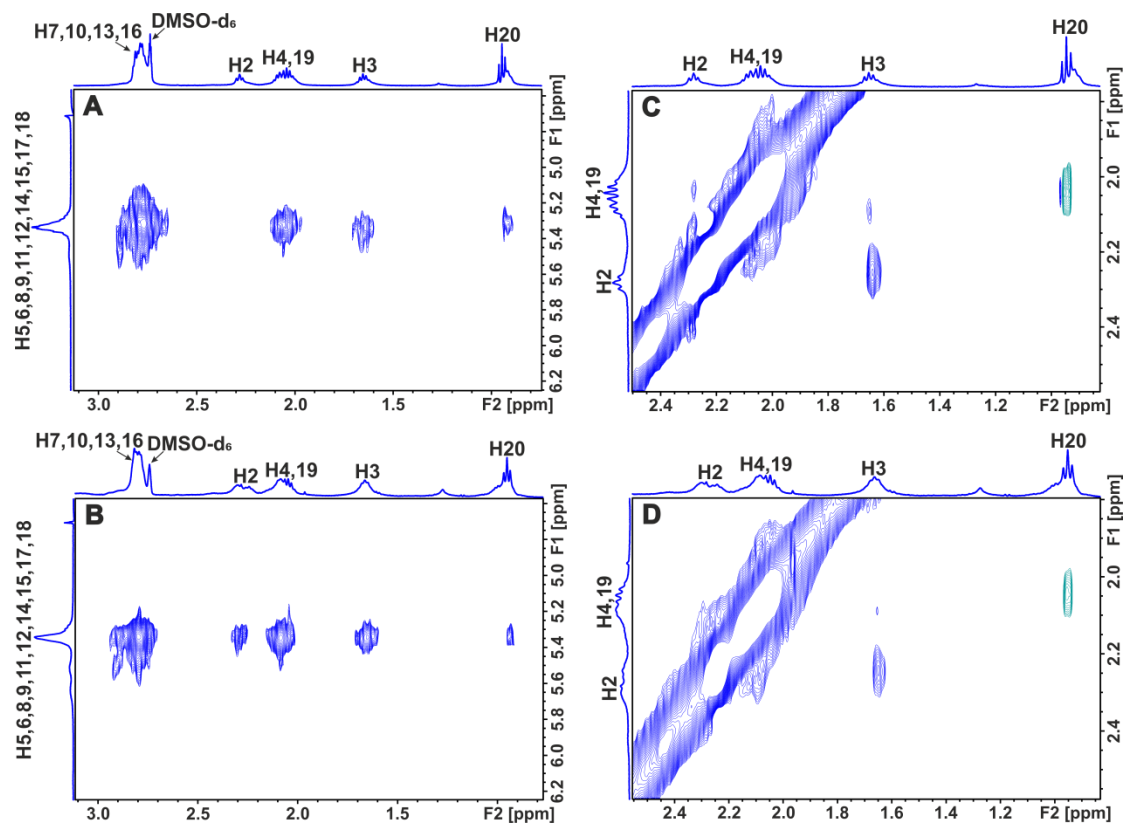 H7,10,13,16
DMSO-d₆
H2
H4,19
H3
H20
A
H5,6,8,9,11,12,14,15,17,18
F1 [ppm]
5.0
5.2
5.4
5.6
5.8
6.0
6.2
3.0
2.5
2.0
1.5
F2 [ppm]
H2
H4,19
H3
H20
C
H4,19
H2
F1 [ppm]
2.0
2.2
2.4
2.4
2.2
2.0
1.8
1.6
1.4
1.2
F2 [ppm]
H7,10,13,16
DMSO-d₆
H2
H4,19
H3
H20
B
H5,6,8,9,11,12,14,15,17,18
F1 [ppm]
5.0
5.2
5.4
5.6
5.8
6.0
6.2
3.0
2.5
2.0
1.5
F2 [ppm]
H2
H4,19
H3
H20
D
H4,19
H2
F1 [ppm]
2.0
2.2
2.4
2.4
2.2
2.0
1.8
1.6
1.4
1.2
F2 [ppm]